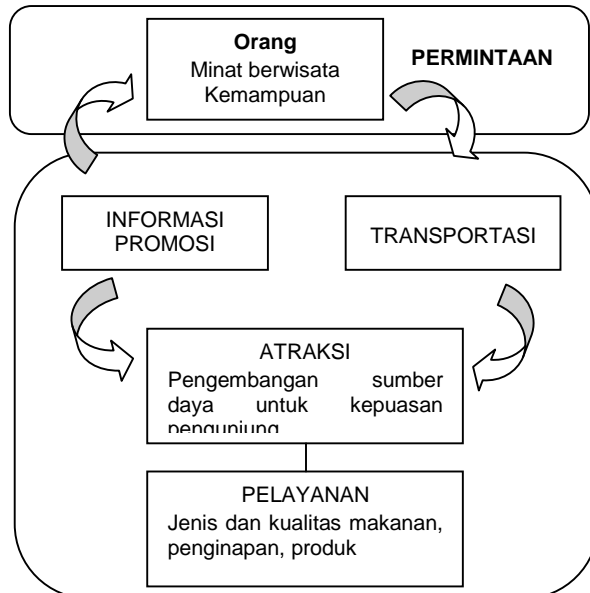 Orang
Minat berwisata
Kemampuan
PERMINTAAN
INFORMASI
PROMOSI
TRANSPORTASI
ATRAKSI
Pengembangan sumber
daya untuk kepuasan
pengunjung
PELAYANAN
Jenis dan kualitas makanan,
penginapan, produk